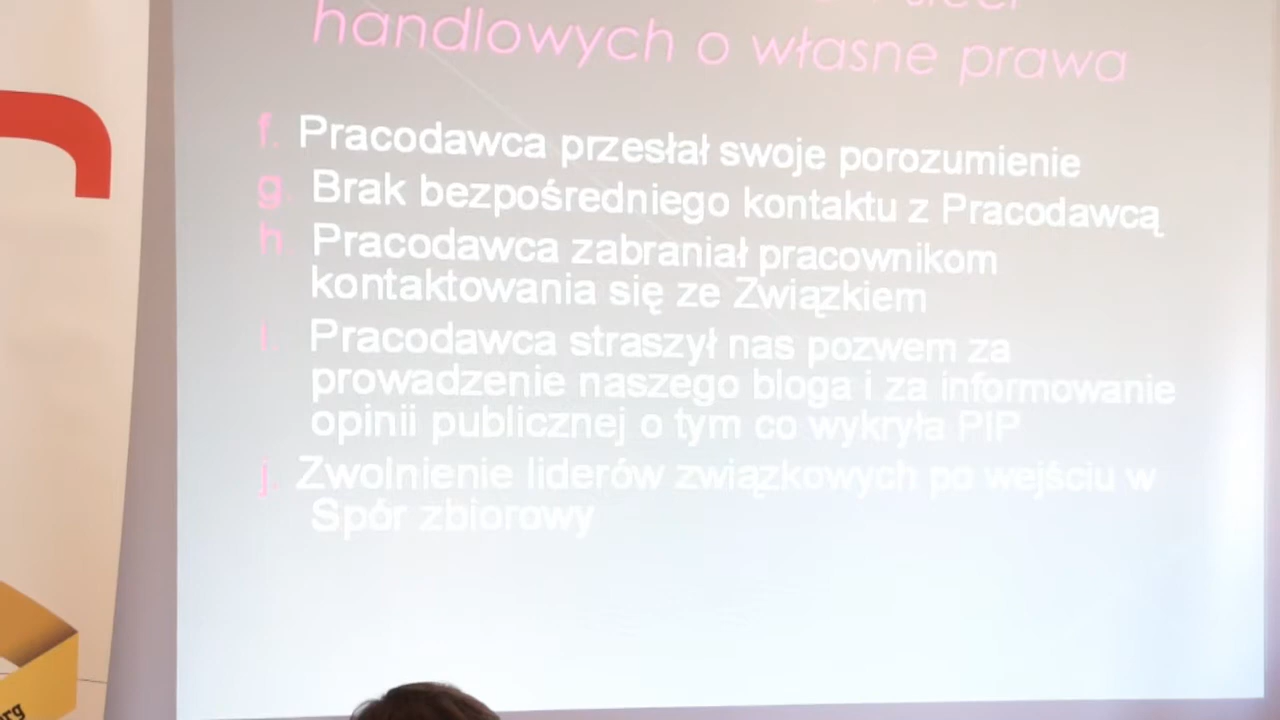 sieci
handlowych o własne prawa
f. Pracodawca przesłał swoje porozumienie
g. Brak bezpośredniego kontaktu z Pracodawcą
h. Pracodawca zabraniał pracownikom
kontaktowania się ze Związkiem
i. Pracodawca straszył nas pozwem za
prowadzenie naszego bloga i za informowanie
opinii publicznej o tym co wykryła PIP
j. Zwolnienie liderów związkowych po wejściu w
Spór zbiorowy